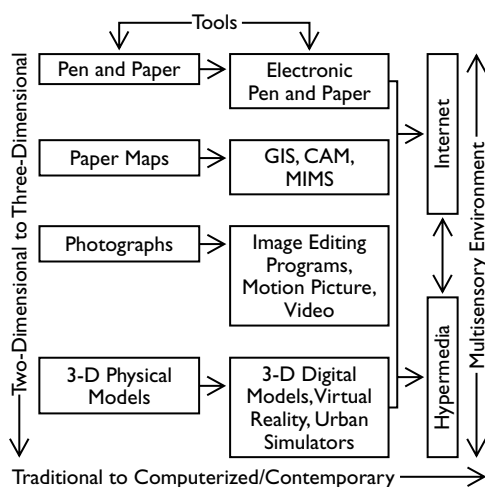 Tools
Pen and Paper
Electronic
Pen and Paper
Paper Maps
GIS, CAM,
MIMS
Photographs
Image Editing
Programs,
Motion Picture,
Video
3-D Physical
Models
3-D Digital
Models, Virtual
Reality, Urban
Simulators
Internet
Hypermedia
Two-Dimensional to Three-Dimensional
Multisensory Environment
Traditional to Computerized/Contemporary